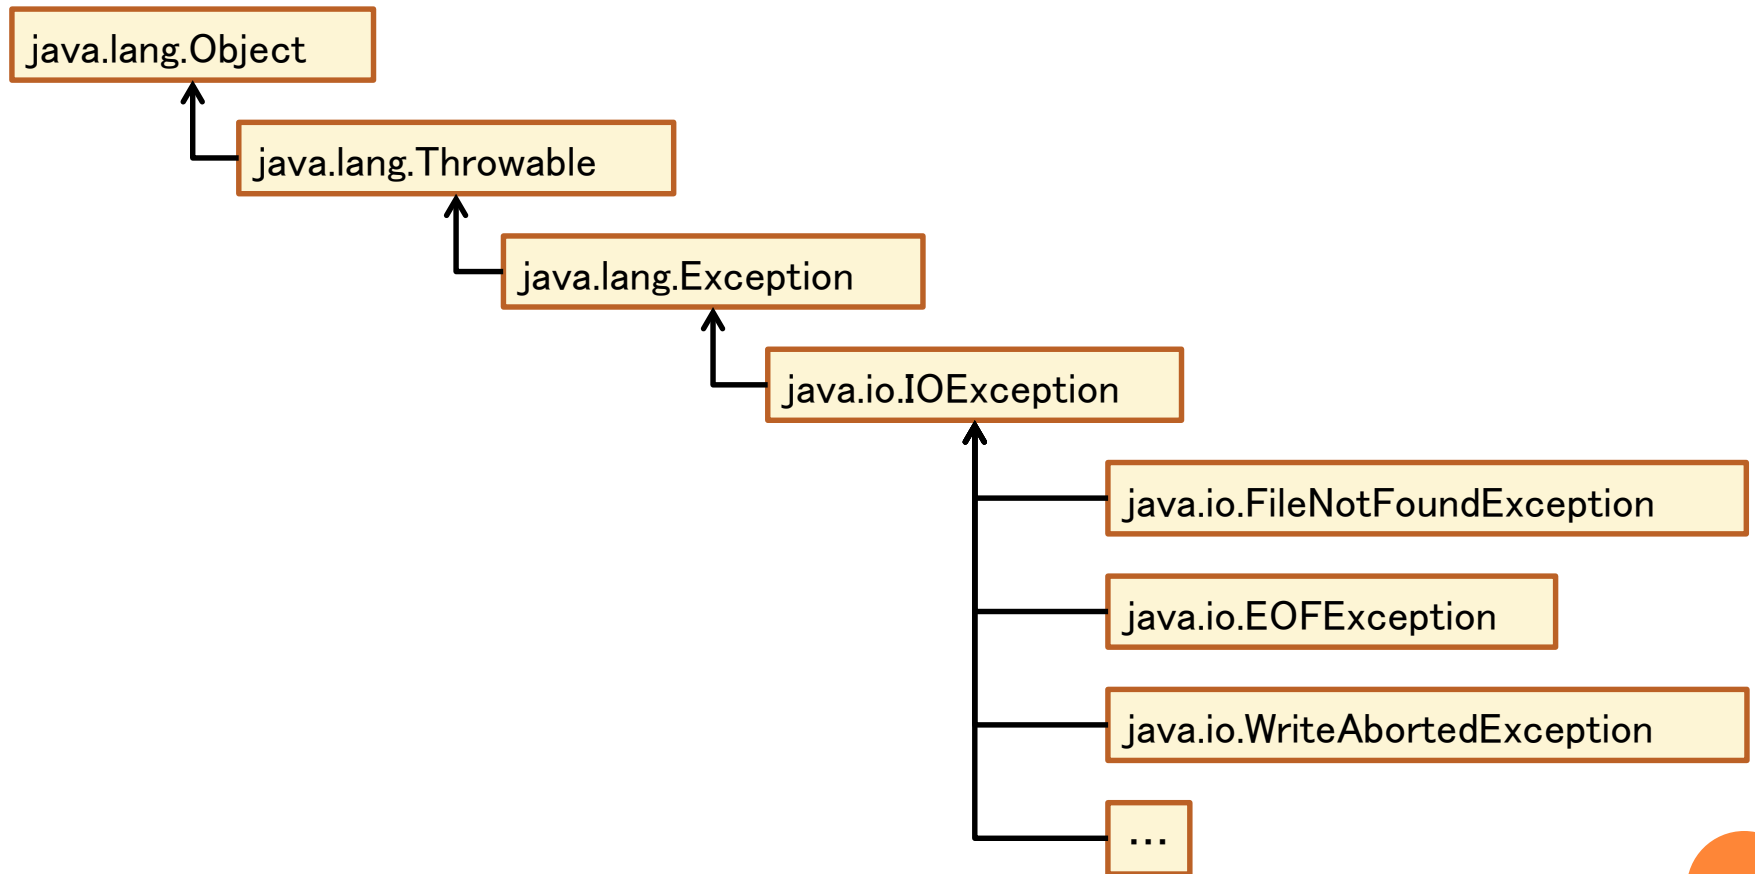 java.lang.Object
java.lang.Throwable
java.lang.Exception
java.io.IOException
java.io.FileNotFoundException
java.io.EOFException
java.io.WriteAbortedException
…